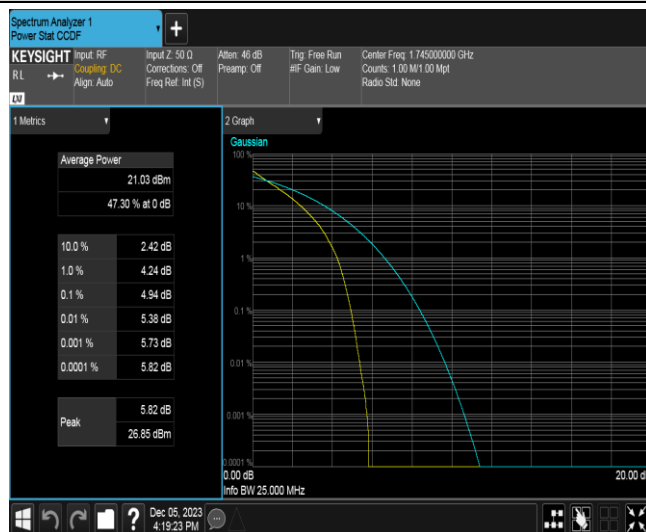 Spectrum Analyzer 1
Power Stat CCDF
+
KEYSIGHT
RL
LXI
Input: RF
Coupling: DC
Align: Auto
Input Z: 50 Ω
Corrections: Off
Freq Ref: Int (S)
Atten: 46 dB
Preamp: Off
Trig: Free Run
#IF Gain: Low
Center Freq: 1.745000000 GHz
Counts: 1.00 M/1.00 Mpt
Radio Std: None
1 Metrics
Average Power
21.03 dBm
47.30 % at 0 dB
10.0 % 2.42 dB
1.0 % 4.24 dB
0.1 % 4.94 dB
0.01 % 5.38 dB
0.001 % 5.73 dB
0.0001 % 5.82 dB
Peak
5.82 dB
26.85 dBm
2 Graph
Gaussian
100 %
10 %
1 %
0.1 %
0.01 %
0.001 %
0.0001 %
0.00 dB 20.00 d
Info BW 25.000 MHz
?
Dec 05, 2023
4:19:23 PM